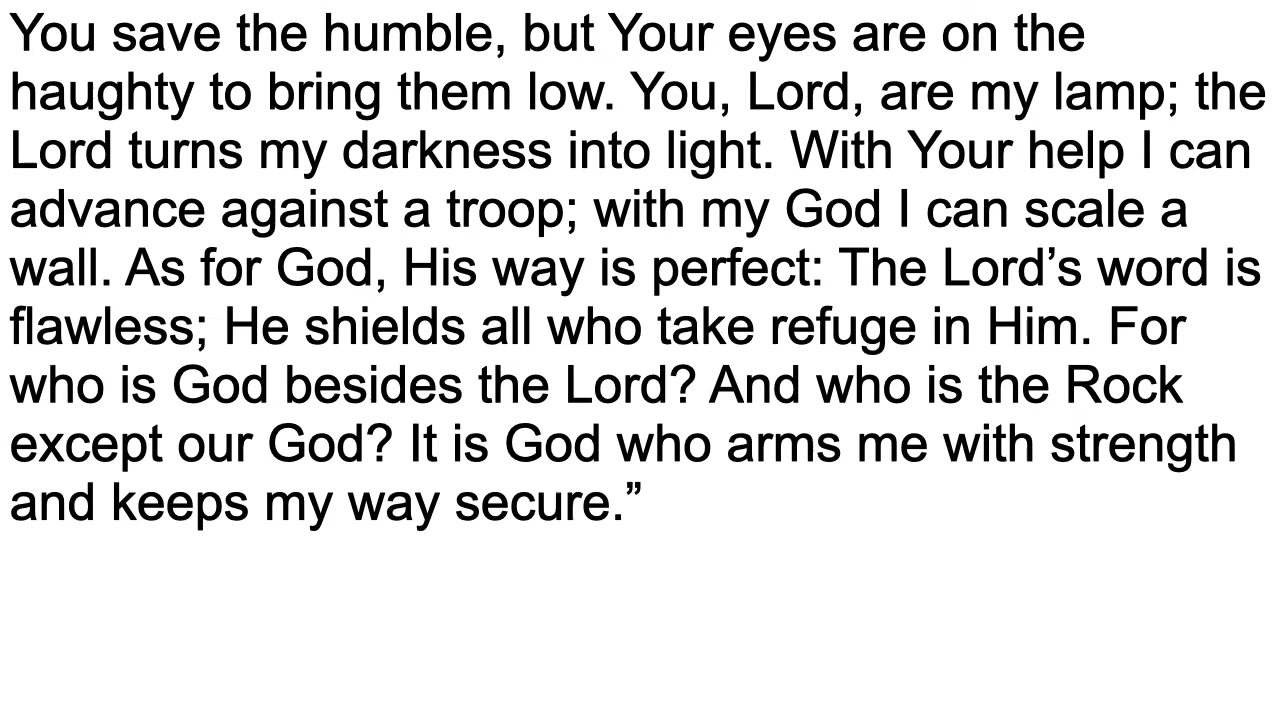 You save the humble, but Your eyes are on the
haughty to bring them low. You, Lord, are my lamp; the
Lord turns my darkness into light. With Your help I can
advance against a troop; with my God I can scale a
wall. As for God, His way is perfect: The Lord’s word is
flawless; He shields all who take refuge in Him. For
who is God besides the Lord? And who is the Rock
except our God? It is God who arms me with strength
and keeps my way secure.”